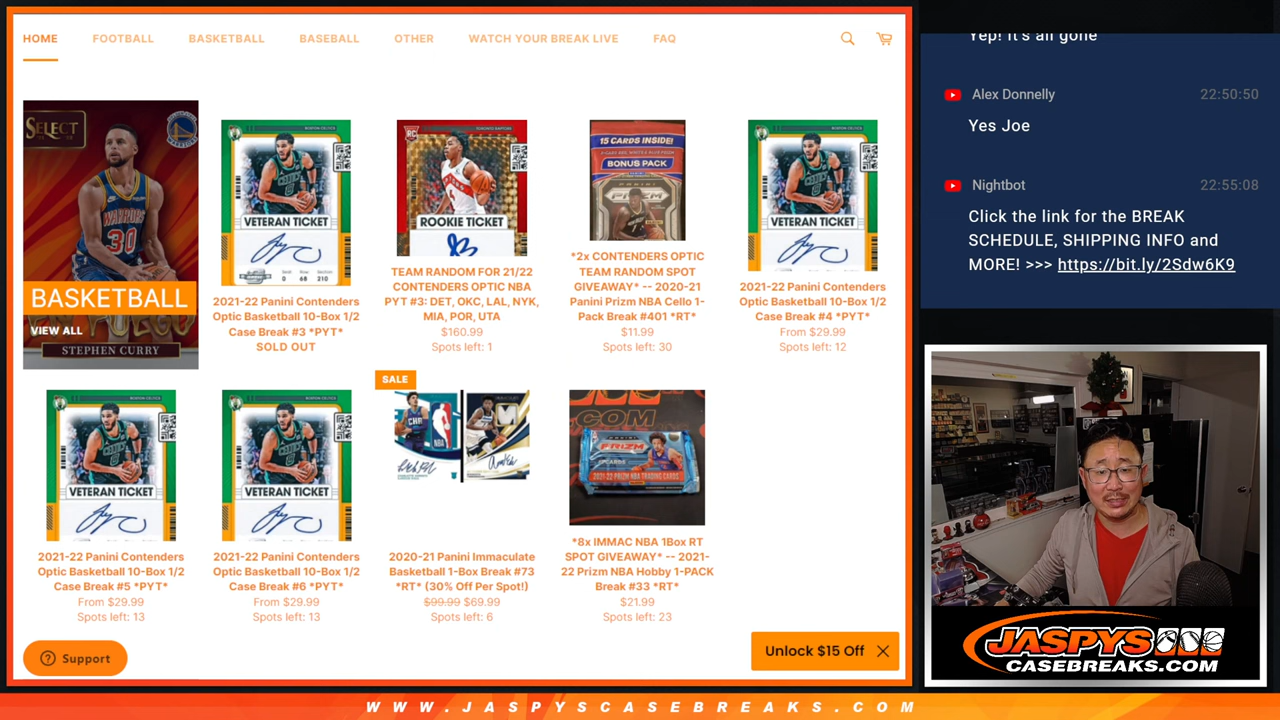 HOME FOOTBALL BASKETBALL BASEBALL OTHER WATCH YOUR BREAK LIVE FAQ
SELECT
WARRIORS
30
BASKETBALL
VIEW ALL
STEPHEN CURRY
VETERAN TICKET
2021-22 Panini Contenders
Optic Basketball 10-Box 1/2
Case Break #3 *PYT*
SOLD OUT
RC
ROOKIE TICKET
TEAM RANDOM FOR 21/22
CONTENDERS OPTIC NBA
PYT #3: DET, OKC, LAL, NYK,
MIA, POR, UTA
$160.99
Spots left: 1
15 CARDS INSIDE!
BONUS PACK
PRIZM
*2x CONTENDERS OPTIC
TEAM RANDOM SPOT
GIVEAWAY* -- 2020-21
Panini Prizm NBA Cello 1-
Pack Break #401 *RT*
$11.99
Spots left: 30
VETERAN TICKET
2021-22 Panini Contenders
Optic Basketball 10-Box 1/2
Case Break #4 *PYT*
From $29.99
Spots left: 12
VETERAN TICKET
2021-22 Panini Contenders
Optic Basketball 10-Box 1/2
Case Break #5 *PYT*
From $29.99
Spots left: 13
VETERAN TICKET
2021-22 Panini Contenders
Optic Basketball 10-Box 1/2
Case Break #6 *PYT*
From $29.99
Spots left: 13
SALE
2020-21 Panini Immaculate
Basketball 1-Box Break #73
*RT* (30% Off Per Spot!)
$99.99 $69.99
Spots left: 6
.COM
PRIZM
2021-22 PRIZM NBA TRADING CARDS
*8x IMMAC NBA 1Box RT
SPOT GIVEAWAY* -- 2021-
22 Prizm NBA Hobby 1-PACK
Break #33 *RT*
$21.99
Spots left: 23
Support
Unlock $15 Off
Yep! it's all gone
Alex Donnelly 22:50:50
Yes Joe
Nightbot 22:55:08
Click the link for the BREAK
SCHEDULE, SHIPPING INFO and
MORE! >>> https://bit.ly/2Sdw6K9
JASPYS
CASEBREAKS.COM
WWW.JASPYSCASEBREAKS.COM